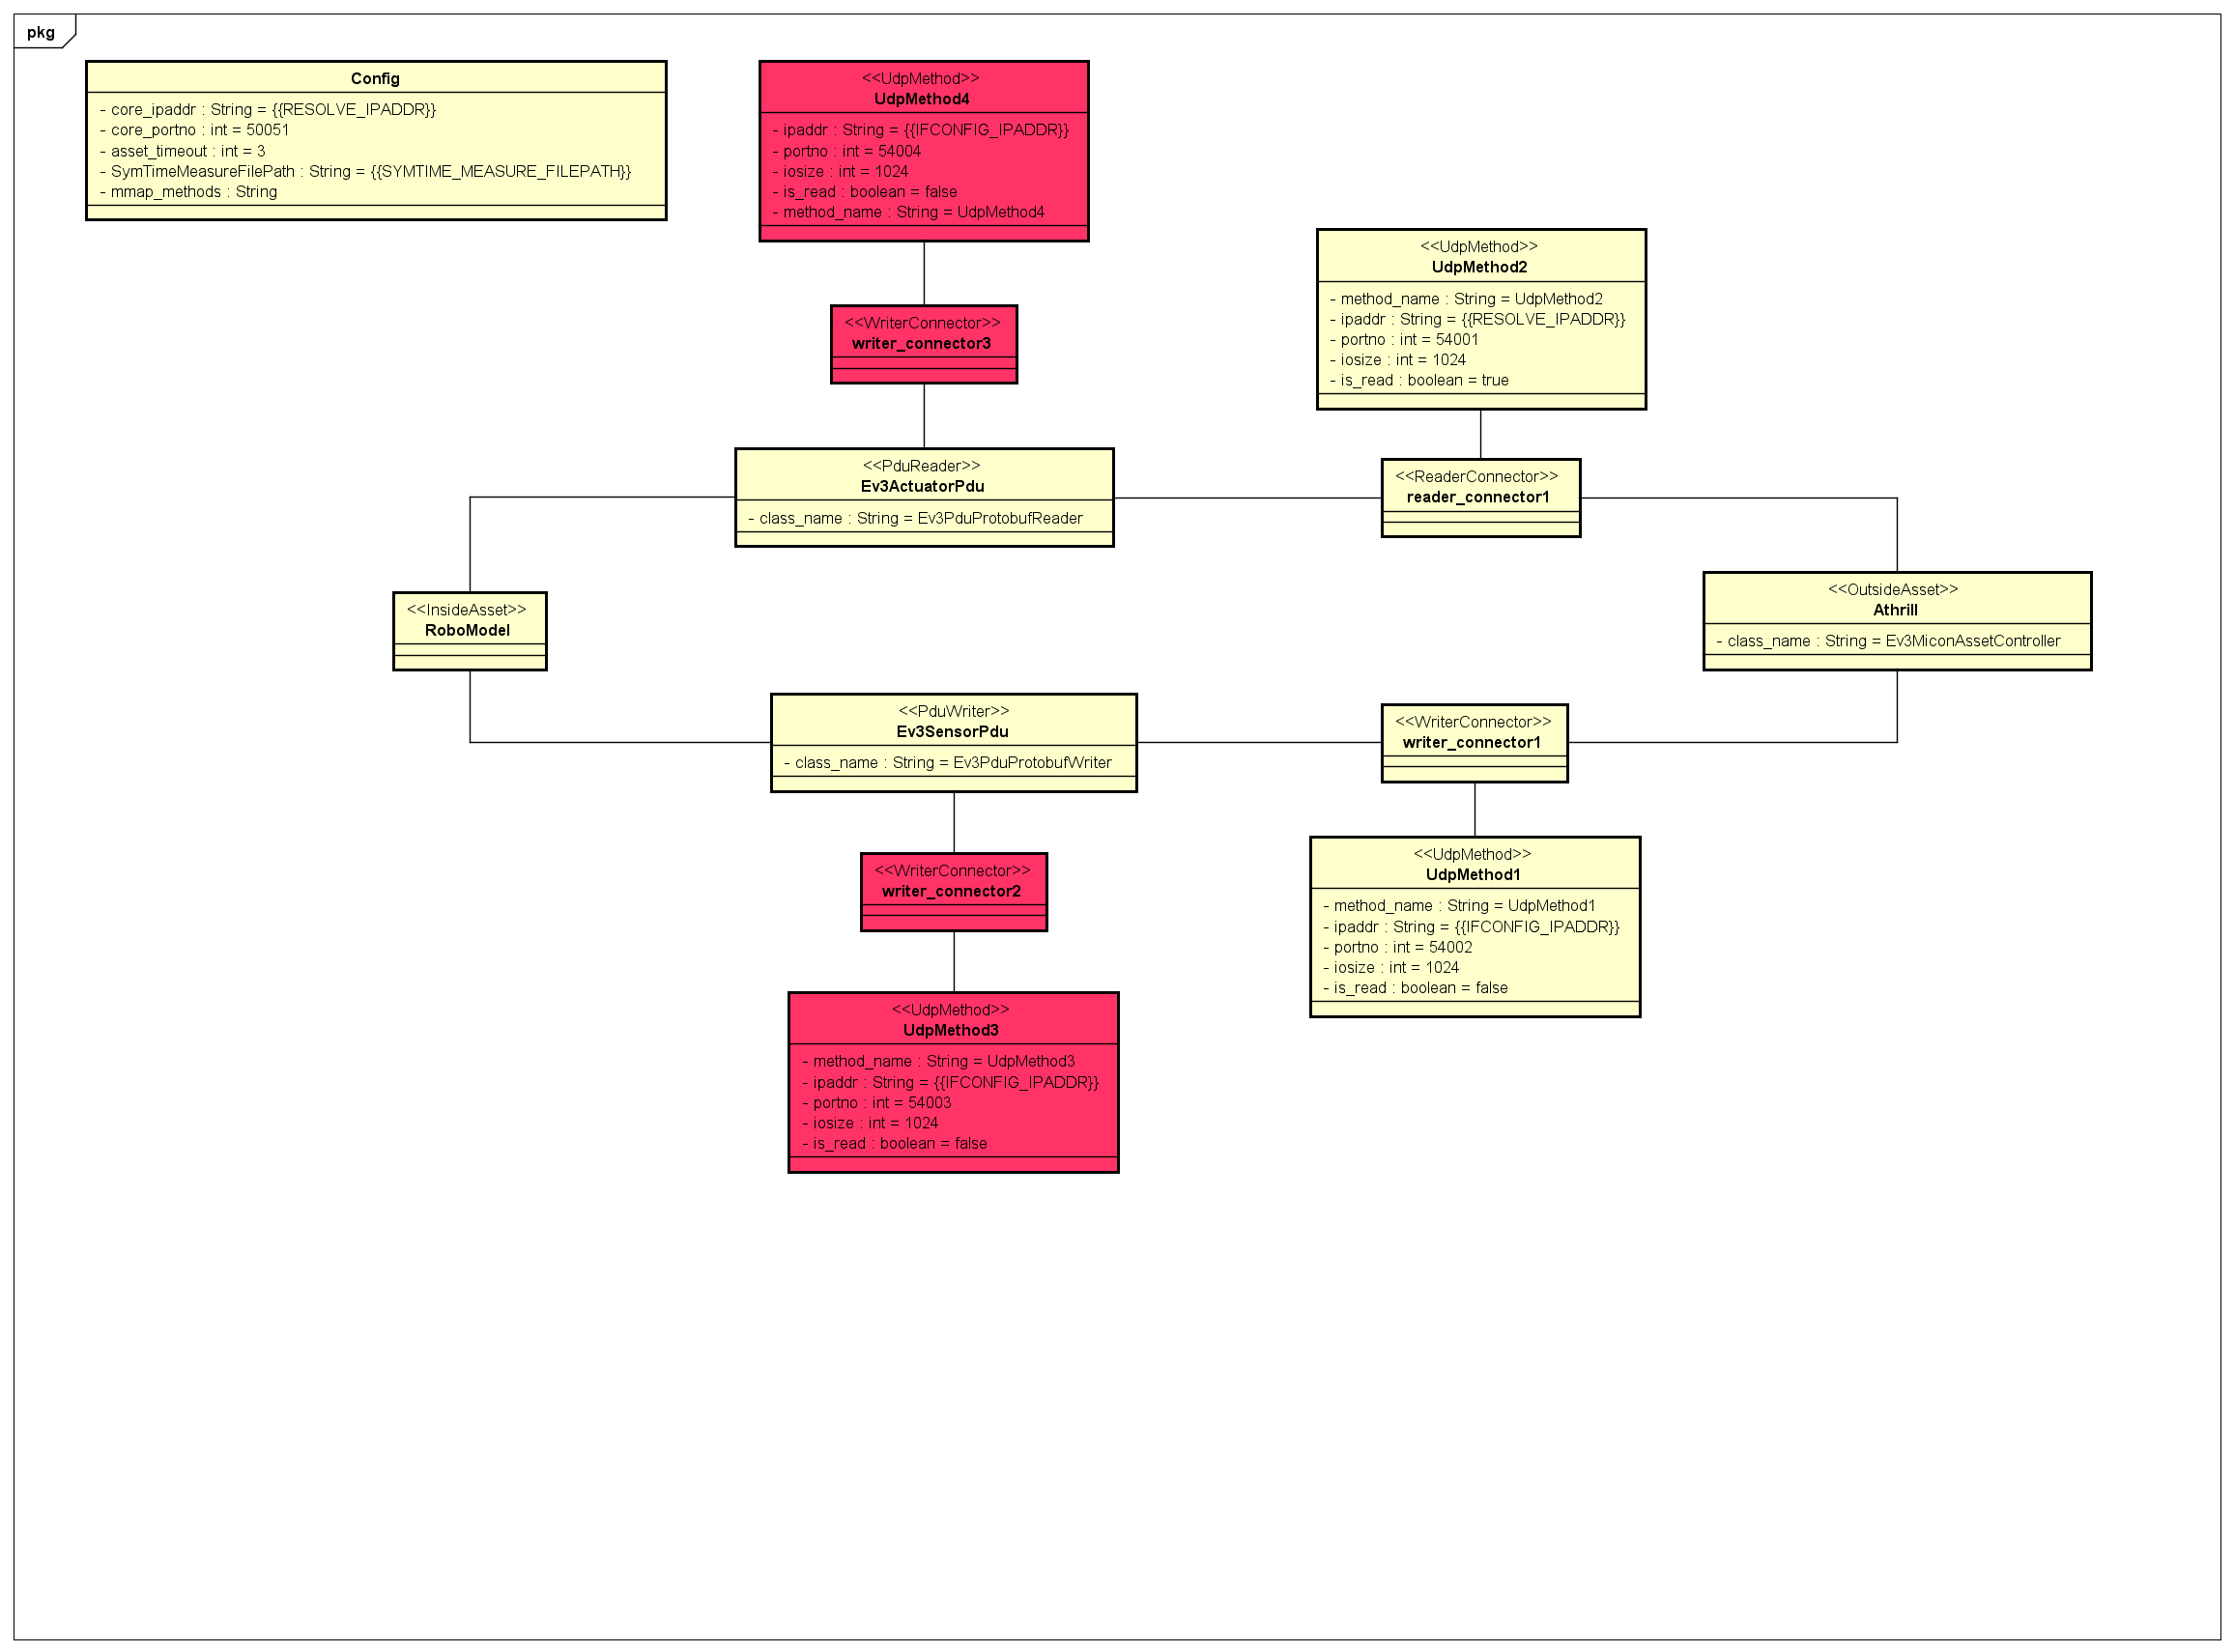 pkg
Config
- core_ipaddr : String = {{RESOLVE_IPADDR}}
- core_portno : int = 50051
- asset_timeout : int = 3
- SymTimeMeasureFilePath : String = {{SYMTIME_MEASURE_FILEPATH}}
- mmap_methods : String
<<UdpMethod>>
UdpMethod4
- ipaddr : String = {{IFCONFIG_IPADDR}}
- portno : int = 54004
- iosize : int = 1024
- is_read : boolean = false
- method_name : String = UdpMethod4
<<UdpMethod>>
UdpMethod2
- method_name : String = UdpMethod2
- ipaddr : String = {{RESOLVE_IPADDR}}
- portno : int = 54001
- iosize : int = 1024
- is_read : boolean = true
<<WriterConnector>>
writer_connector3
<<PduReader>>
Ev3ActuatorPdu
- class_name : String = Ev3PduProtobufReader
<<ReaderConnector>>
reader_connector1
<<InsideAsset>>
RoboModel
<<OutsideAsset>>
Athrill
- class_name : String = Ev3MiconAssetController
<<PduWriter>>
Ev3SensorPdu
- class_name : String = Ev3PduProtobufWriter
<<WriterConnector>>
writer_connector1
<<WriterConnector>>
writer_connector2
<<UdpMethod>>
UdpMethod1
- method_name : String = UdpMethod1
- ipaddr : String = {{IFCONFIG_IPADDR}}
- portno : int = 54002
- iosize : int = 1024
- is_read : boolean = false
<<UdpMethod>>
UdpMethod3
- method_name : String = UdpMethod3
- ipaddr : String = {{IFCONFIG_IPADDR}}
- portno : int = 54003
- iosize : int = 1024
- is_read : boolean = false